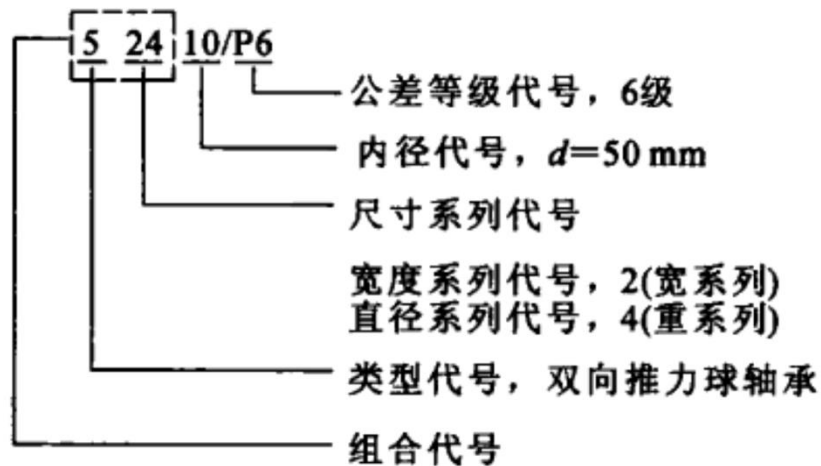 5 24 10/P6
公差等级代号，6级
内径代号，d=50 mm
尺寸系列代号
宽度系列代号，2(宽系列)
直径系列代号，4(重系列)
类型代号，双向推力球轴承
组合代号